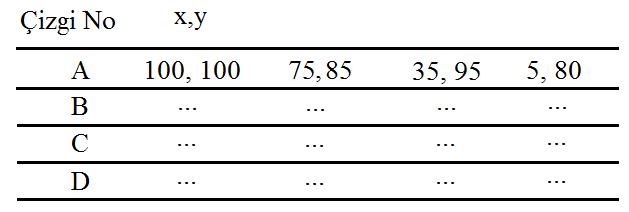 Çizgi No x,y
A 100, 100 75,85 35, 95 5, 80
B ... ... ... ...
C ... ... ... ...
D ... ... ... ...